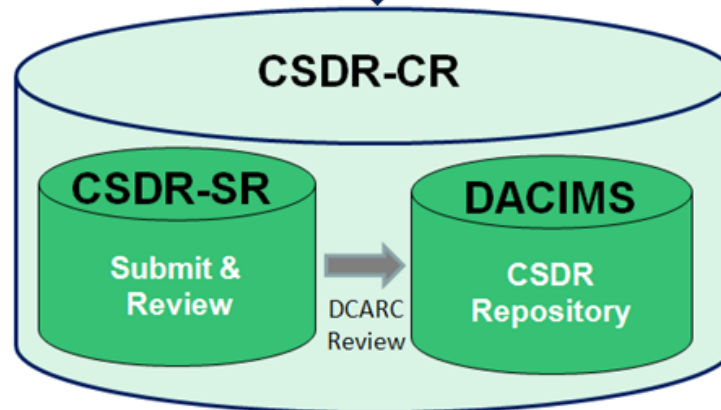 CSDR-CR
CSDR-SR
Submit &
Review
DCARC
Review
DACIMS
CSDR
Repository